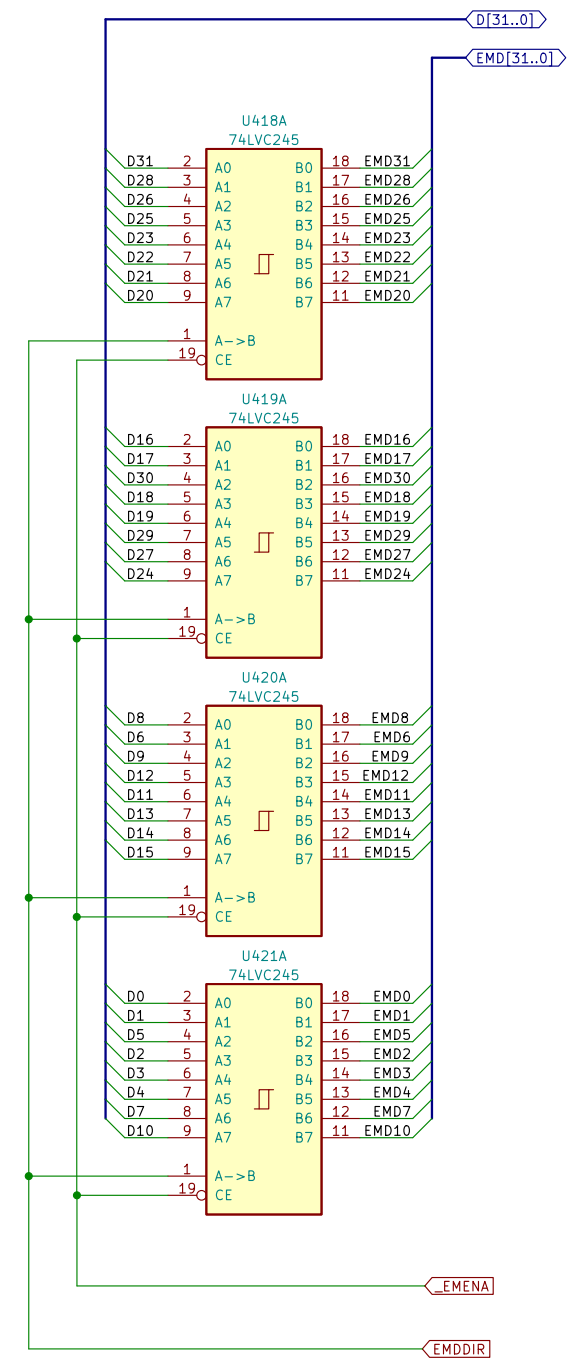 D[31..0]
EMD[31..0]
U418A
74LVC245
D31 2 A0 B0 18 EMD31
D28 3 A1 B1 17 EMD28
D26 4 A2 B2 16 EMD26
D25 5 A3 B3 15 EMD25
D23 6 A4 B4 14 EMD23
D22 7 A5 B5 13 EMD22
D21 8 A6 B6 12 EMD21
D20 9 A7 B7 11 EMD20
1 A->B
19 CE
U419A
74LVC245
D16 2 A0 B0 18 EMD16
D17 3 A1 B1 17 EMD17
D30 4 A2 B2 16 EMD30
D18 5 A3 B3 15 EMD18
D19 6 A4 B4 14 EMD19
D29 7 A5 B5 13 EMD29
D27 8 A6 B6 12 EMD27
D24 9 A7 B7 11 EMD24
1 A->B
19 CE
U420A
74LVC245
D8 2 A0 B0 18 EMD8
D6 3 A1 B1 17 EMD6
D9 4 A2 B2 16 EMD9
D12 5 A3 B3 15 EMD12
D11 6 A4 B4 14 EMD11
D13 7 A5 B5 13 EMD13
D14 8 A6 B6 12 EMD14
D15 9 A7 B7 11 EMD15
1 A->B
19 CE
U421A
74LVC245
D0 2 A0 B0 18 EMD0
D1 3 A1 B1 17 EMD1
D5 4 A2 B2 16 EMD5
D2 5 A3 B3 15 EMD2
D3 6 A4 B4 14 EMD3
D4 7 A5 B5 13 EMD4
D7 8 A6 B6 12 EMD7
D10 9 A7 B7 11 EMD10
1 A->B
19 CE
_EMENA
EMDDIR